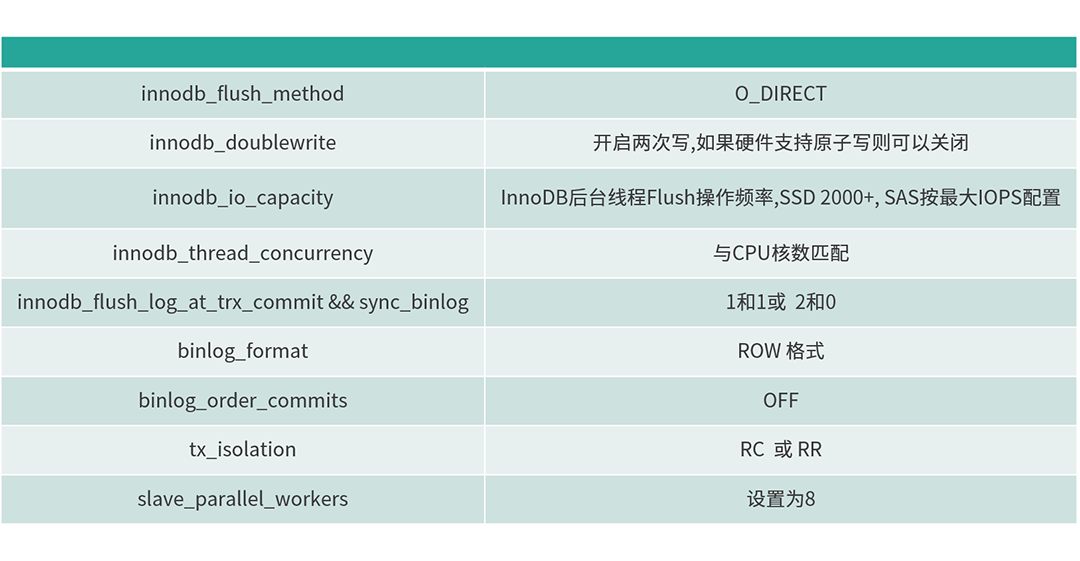 innodb_flush_method O_DIRECT
innodb_doublewrite 开启两次写,如果硬件支持原子写则可以关闭
innodb_io_capacity InnoDB后台线程Flush操作频率,SSD 2000+, SAS按最大IOPS配置
innodb_thread_concurrency 与CPU核数匹配
innodb_flush_log_at_trx_commit && sync_binlog 1和1或 2和0
binlog_format ROW 格式
binlog_order_commits OFF
tx_isolation RC 或 RR
slave_parallel_workers 设置为8